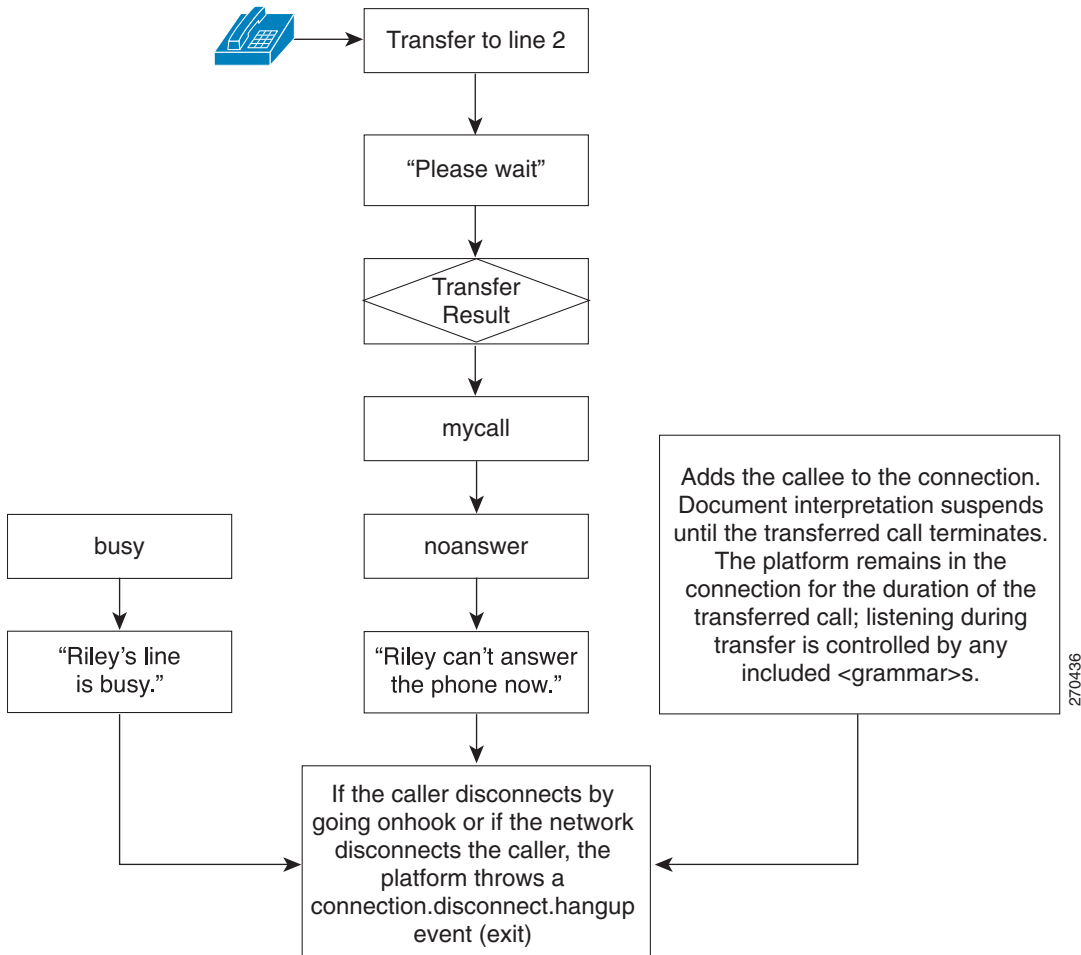 Transfer to line 2
“Please wait”
Transfer
Result
mycall
busy
noanswer
“Riley’s line
is busy.”
“Riley can’t answer
the phone now.”
Adds the callee to the connection.
Document interpretation suspends
until the transferred call terminates.
The platform remains in the
connection for the duration of the
transferred call; listening during
transfer is controlled by any
included <grammar>s.
If the caller disconnects by
going onhook or if the network
disconnects the caller, the
platform throws a
connection.disconnect.hangup
event (exit)
270436